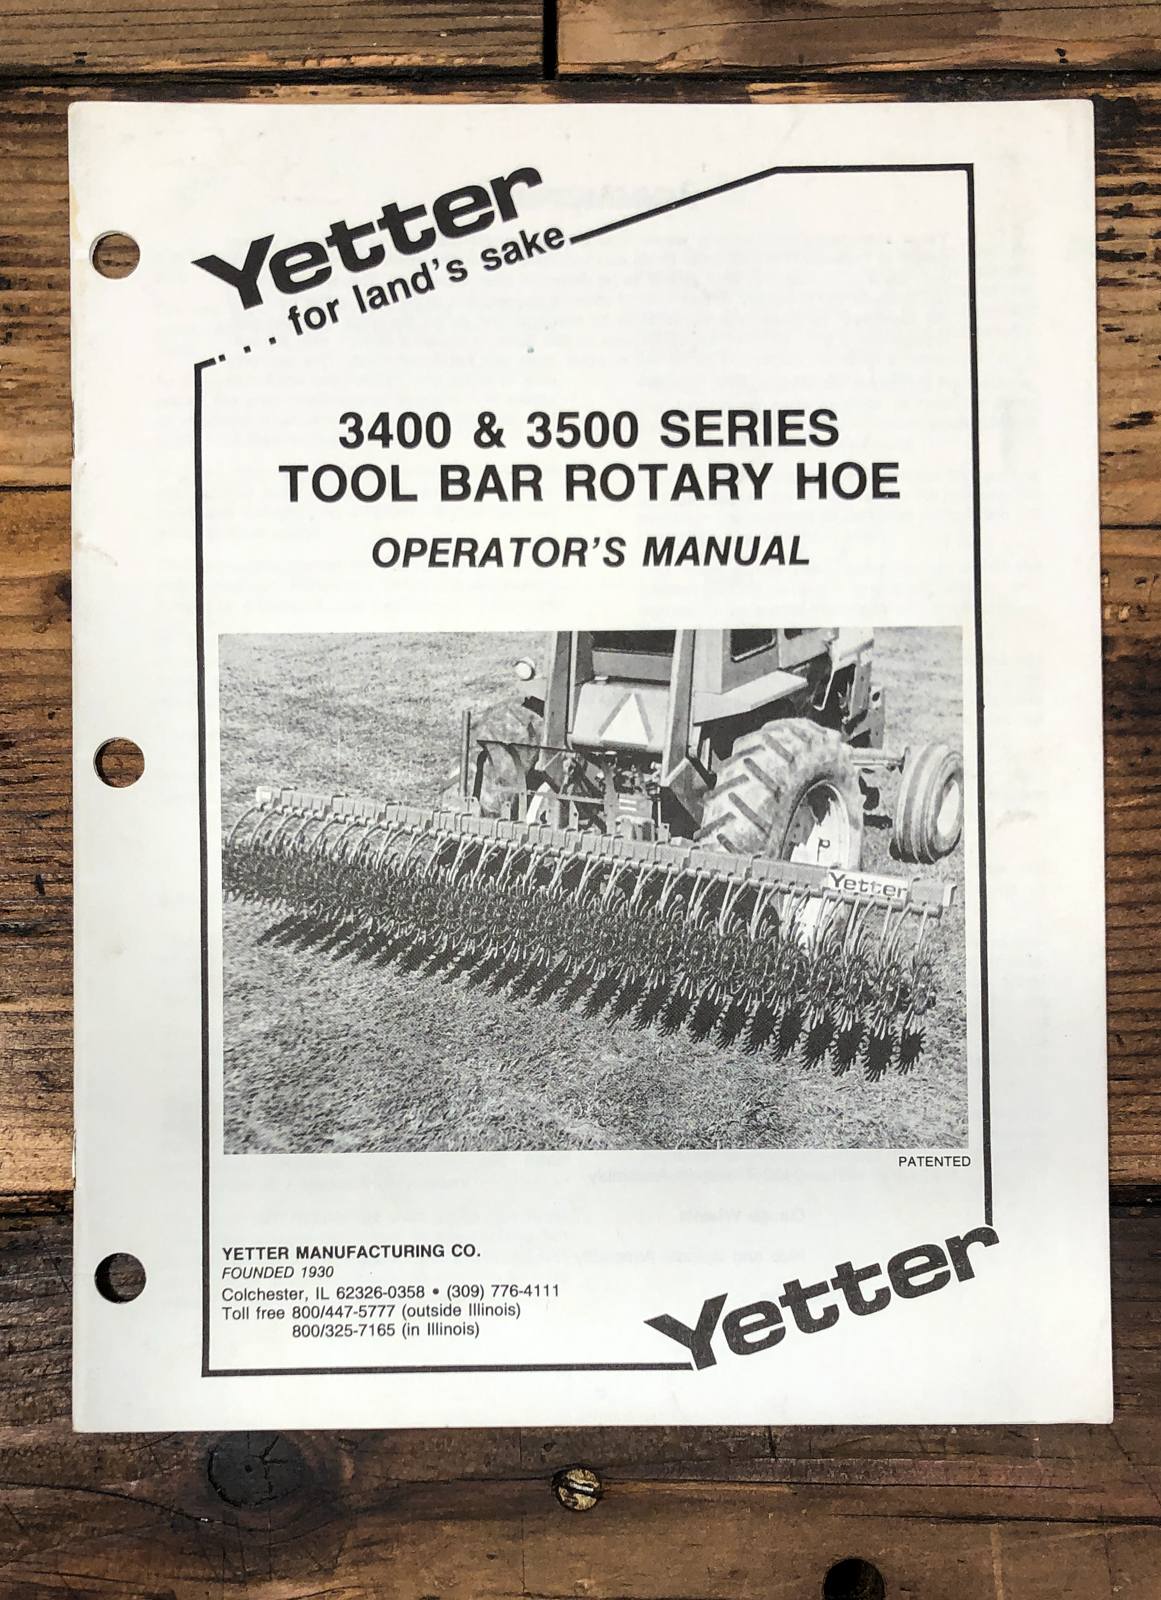 Yetter
. . . for land's sake
3400 & 3500 SERIES
TOOL BAR ROTARY HOE
OPERATOR'S MANUAL
Yetter
PATENTED
YETTER MANUFACTURING CO.
FOUNDED 1930
Colchester, IL 62326-0358 • (309) 776-4111
Toll free 800/447-5777 (outside Illinois)
800/325-7165 (in Illinois)
Yetter